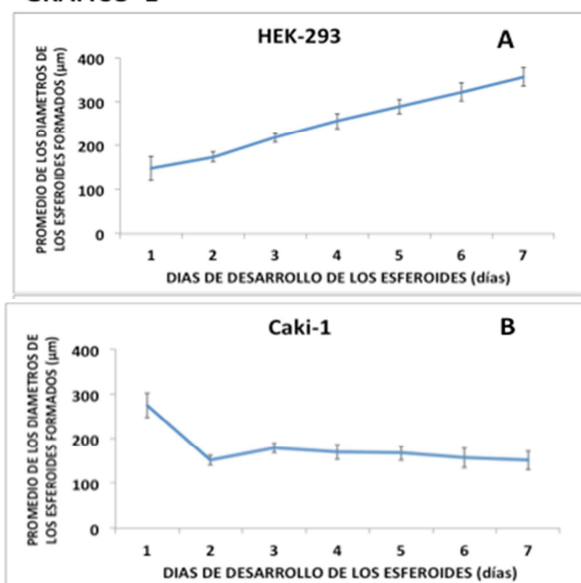 HEK-293
A
PROMEDIO DE LOS DIAMETROS DE
LOS ESFEROIDES FORMADOS (µm)
400
300
200
100
0
1 2 3 4 5 6 7
DIAS DE DESARROLLO DE LOS ESFEROIDES (días)
Caki-1
B
PROMEDIO DE LOS DIAMETROS DE
LOS ESFEROIDES FORMADOS (µm)
400
300
200
100
0
1 2 3 4 5 6 7
DIAS DE DESARROLLO DE LOS ESFEROIDES (días)